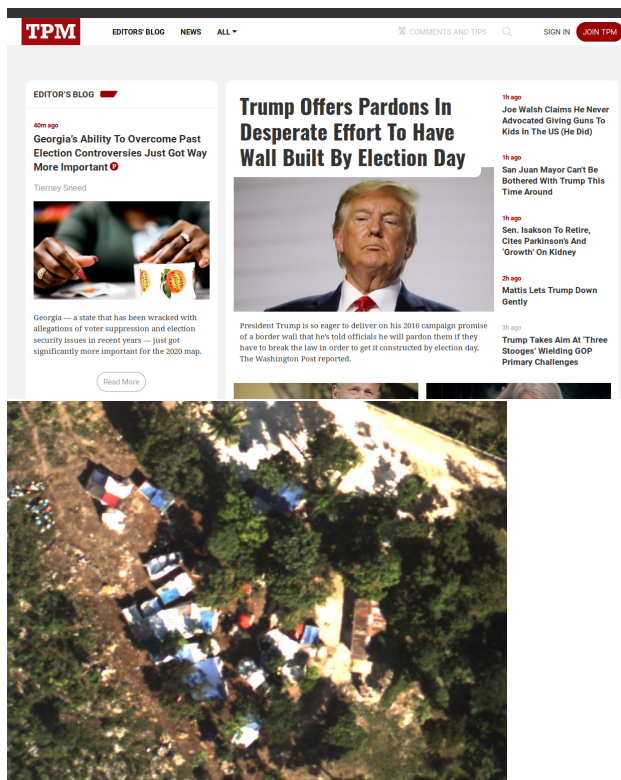 TPM
EDITORS' BLOG
NEWS
ALL
COMMENTS AND TIPS
SIGN IN
JOIN TPM
EDITOR'S BLOG
40m ago
Georgia's Ability To Overcome Past
Election Controversies Just Got Way
More Important P
Tierney Sneed
Georgia — a state that has been wracked with
allegations of voter suppression and election
security issues in recent years — just got
significantly more important for the 2020 map.
Read More
Trump Offers Pardons In
Desperate Effort To Have
Wall Built By Election Day
President Trump is so eager to deliver on his 2016 campaign promise
of a border wall that he's told officials he will pardon them if they
have to break the law in order to get it constructed by election day,
The Washington Post reported.
1h ago
Joe Walsh Claims He Never
Advocated Giving Guns To
Kids In The US (He Did)
1h ago
San Juan Mayor Can't Be
Bothered With Trump This
Time Around
1h ago
Sen. Isakson To Retire,
Cites Parkinson's And
'Growth' On Kidney
2h ago
Mattis Lets Trump Down
Gently
3h ago
Trump Takes Aim At 'Three
Stooges' Wielding GOP
Primary Challenges